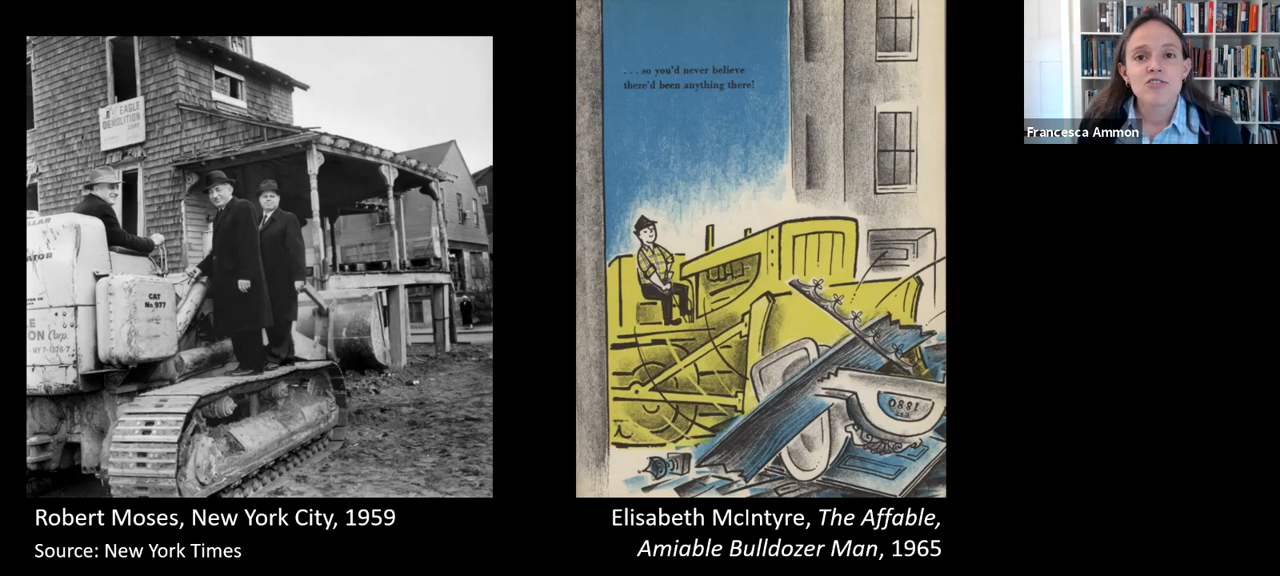 EAGLE
DEMOLITION
CAT
No. 977
. . . so you'd never believe
there'd been anything there!
1880
Robert Moses, New York City, 1959
Source: New York Times
Elisabeth McIntyre, The Affable,
Amiable Bulldozer Man, 1965
Francesca Ammon